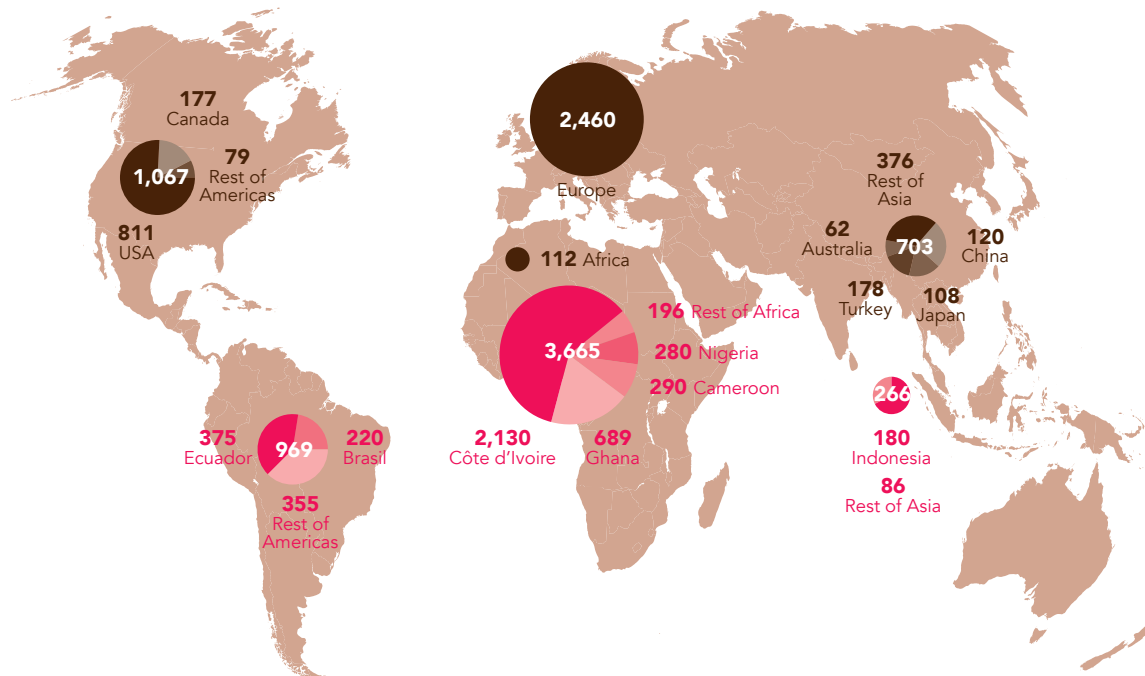 177
Canada
1,067
79
Rest of
Americas
811
USA
2,460
Europe
112 Africa
376
Rest of
Asia
62
Australia
703
120
China
178
Turkey
108
Japan
3,665
196 Rest of Africa
280 Nigeria
290 Cameroon
2,130
Côte d'Ivoire
689
Ghana
375
Ecuador
969
220
Brasil
355
Rest of
Americas
266
180
Indonesia
86
Rest of Asia